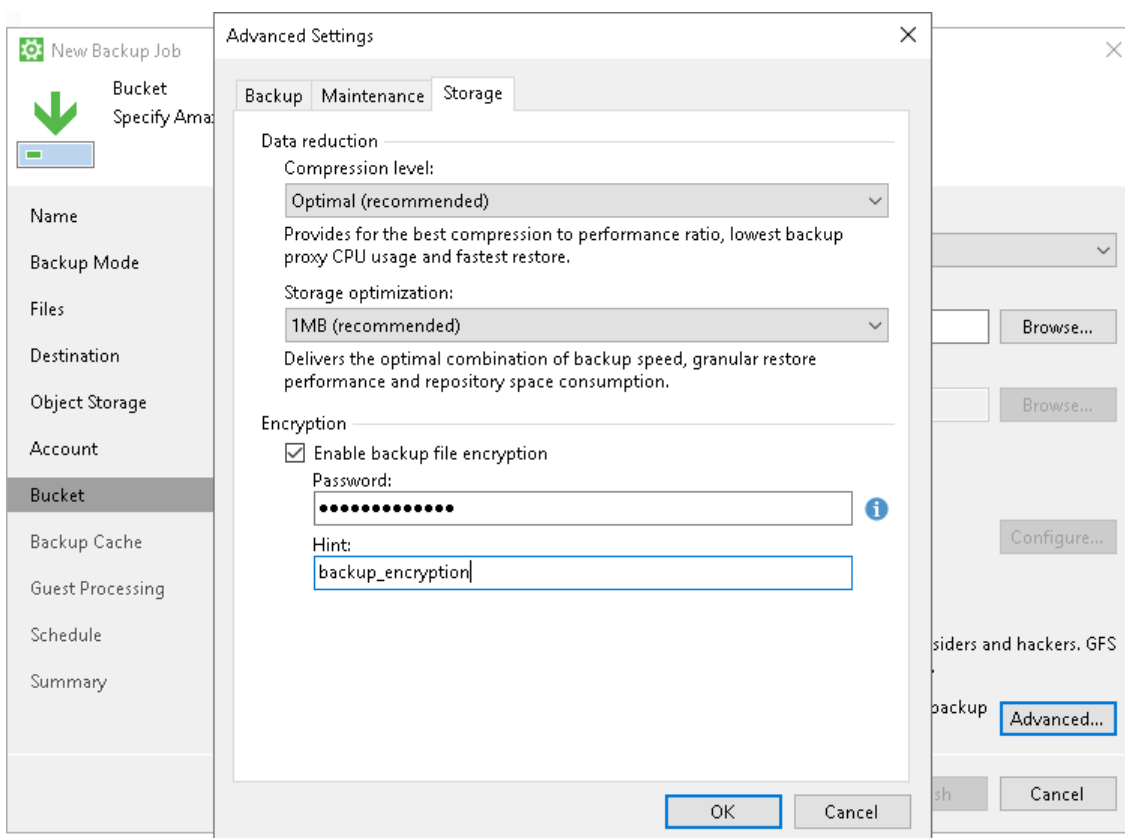 New Backup Job
Bucket
Specify Ama
Name
Backup Mode
Files
Destination
Object Storage
Account
Bucket
Backup Cache
Guest Processing
Schedule
Summary
Advanced Settings
Backup
Maintenance
Storage
Data reduction
Compression level:
Optimal (recommended)
Provides for the best compression to performance ratio, lowest backup
proxy CPU usage and fastest restore.
Storage optimization:
1MB (recommended)
Delivers the optimal combination of backup speed, granular restore
performance and repository space consumption.
Encryption
Enable backup file encryption
Password:
●●●●●●●●●●●●●
Hint:
backup_encryption
OK
Cancel
Browse...
Browse...
Configure...
siders and hackers. GFS
backup
Advanced...
sh
Cancel